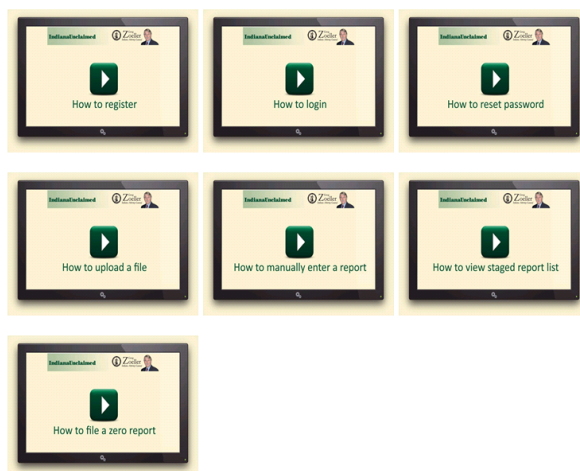 IndianaUnclaimed Zoeller
How to register
IndianaUnclaimed Zoeller
How to login
IndianaUnclaimed Zoeller
How to reset password
IndianaUnclaimed Zoeller
How to upload a file
IndianaUnclaimed Zoeller
How to manually enter a report
IndianaUnclaimed Zoeller
How to view staged report list
IndianaUnclaimed Zoeller
How to file a zero report